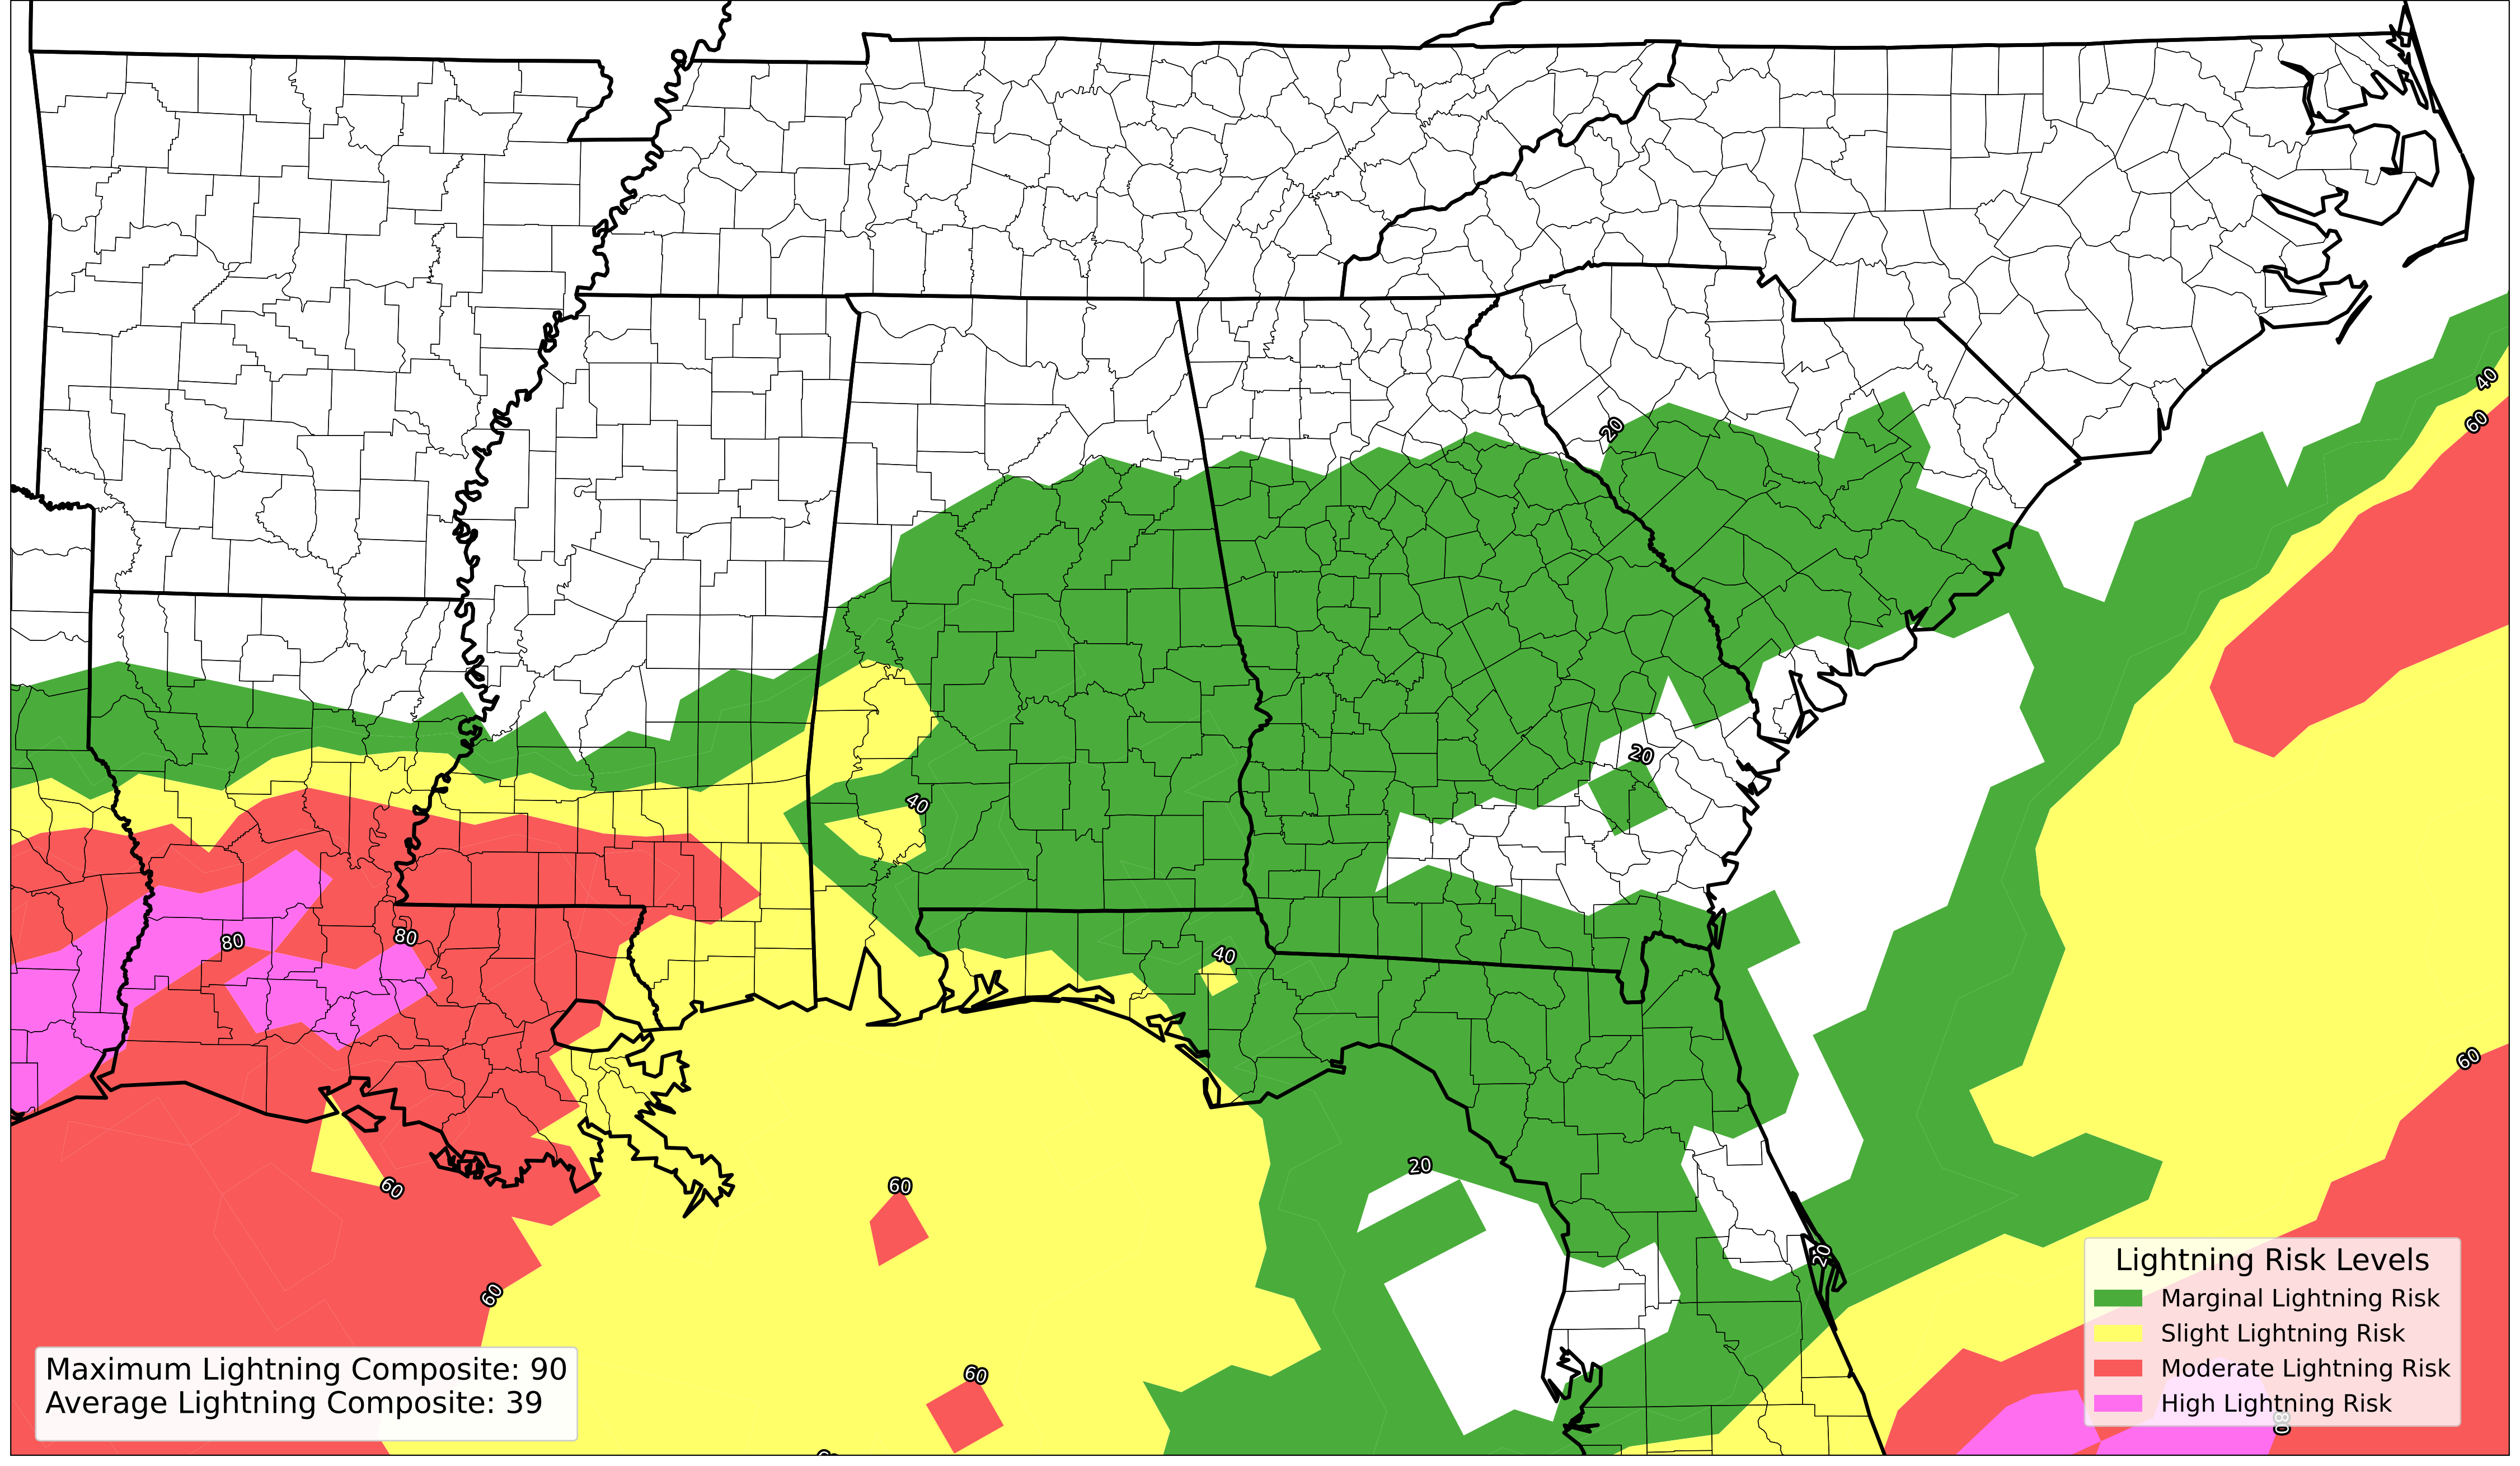 40
60
20
20
40
80
80
40
60
20
60
60
20
60
60
Lightning Risk Levels
Marginal Lightning Risk
Slight Lightning Risk
Moderate Lightning Risk
High Lightning Risk
Maximum Lightning Composite: 90
Average Lightning Composite: 39
80